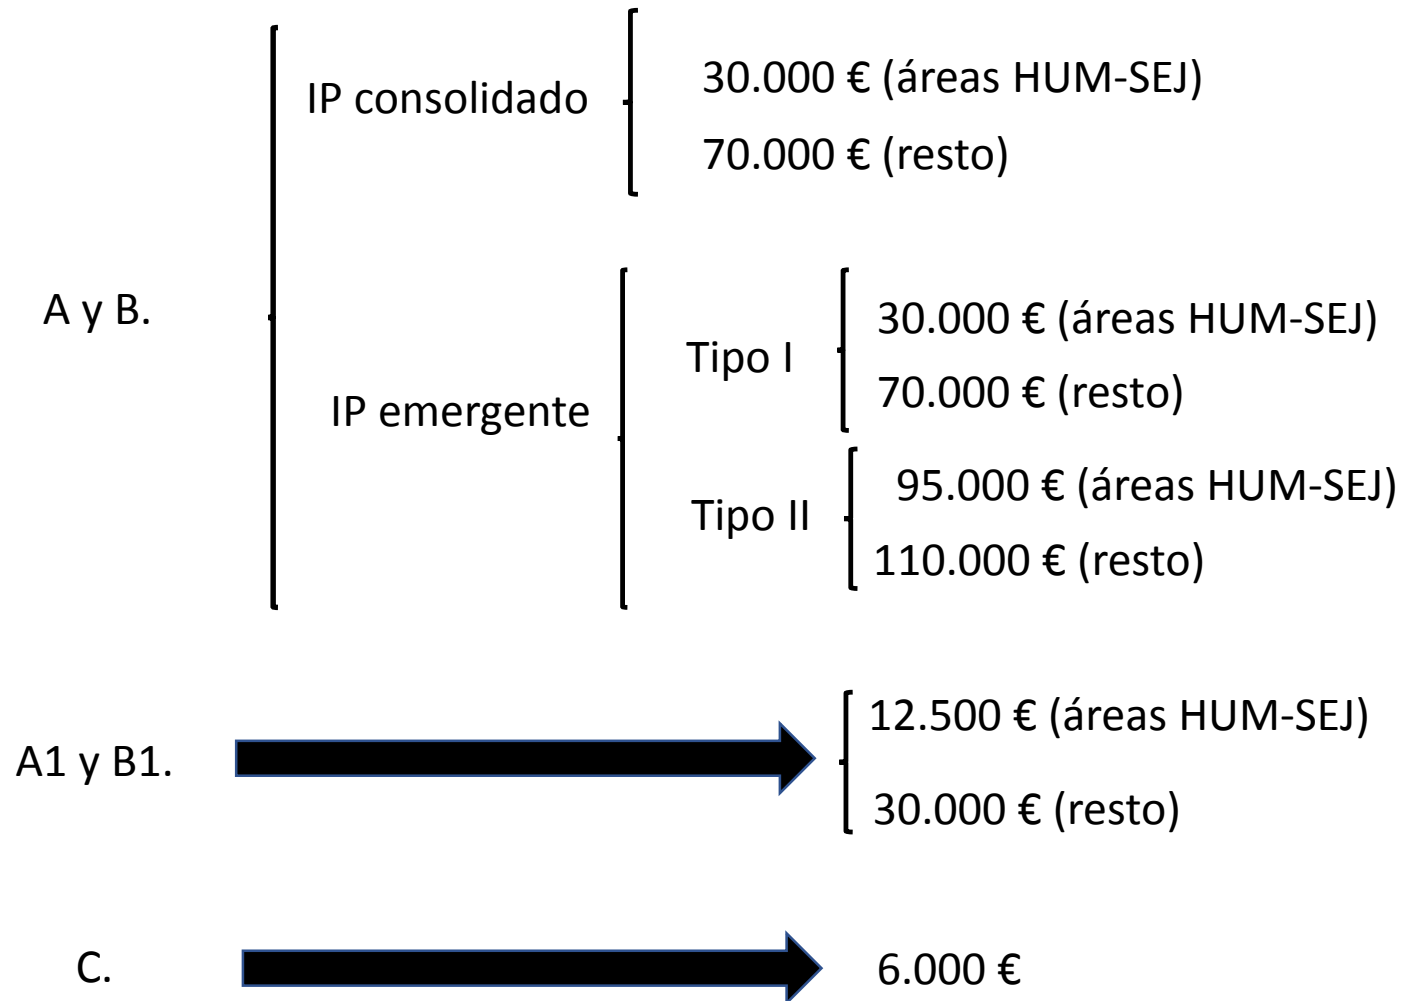 IP consolidado
30.000 € (áreas HUM-SEJ)
70.000 € (resto)
A y B.
IP emergente
Tipo I
30.000 € (áreas HUM-SEJ)
70.000 € (resto)
Tipo II
95.000 € (áreas HUM-SEJ)
110.000 € (resto)
A1 y B1.
12.500 € (áreas HUM-SEJ)
30.000 € (resto)
C.
6.000 €